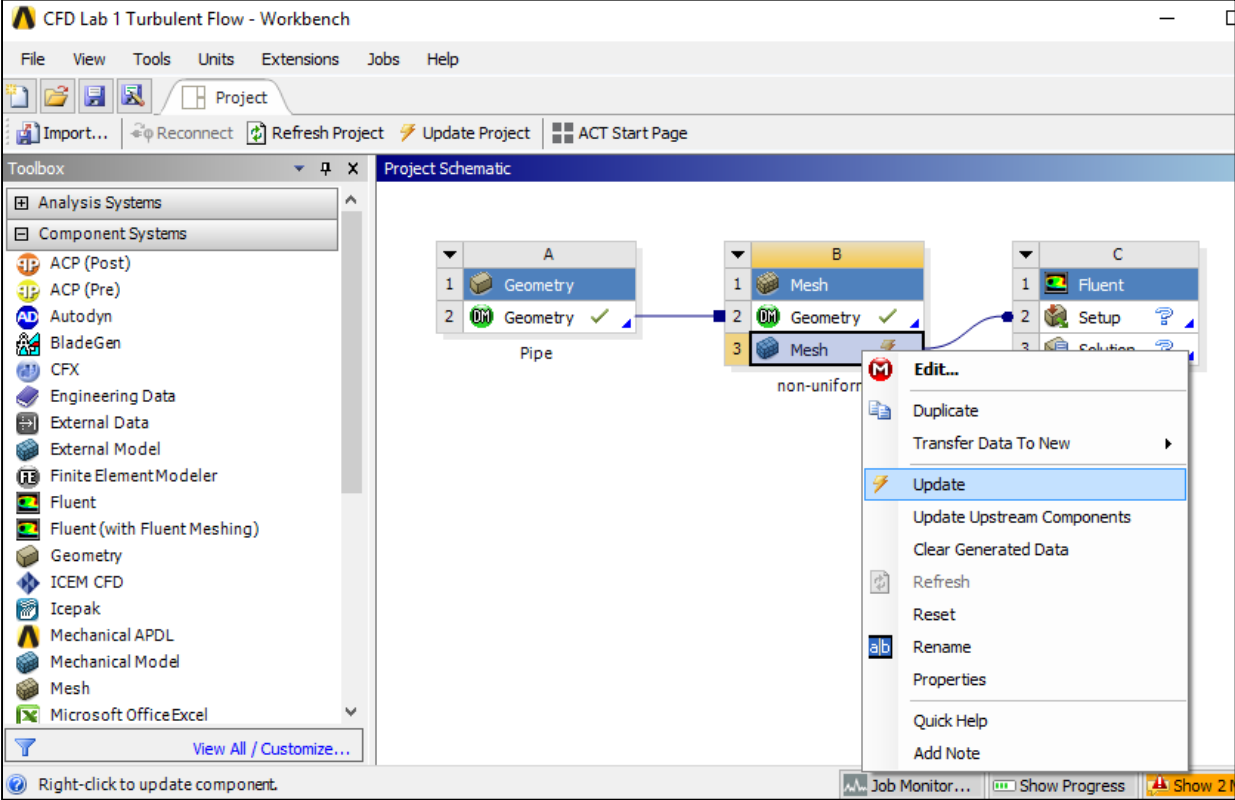 CFD Lab 1 Turbulent Flow - Workbench
File View Tools Units Extensions Jobs Help
Project
Import... Reconnect Refresh Project Update Project ACT Start Page
Toolbox
Project Schematic
Analysis Systems
Component Systems
ACP (Post)
ACP (Pre)
Autodyn
BladeGen
CFX
Engineering Data
External Data
External Model
Finite Element Modeler
Fluent
Fluent (with Fluent Meshing)
Geometry
ICEM CFD
Icepak
Mechanical APDL
Mechanical Model
Mesh
Microsoft Office Excel
View All / Customize...
A
1 Geometry
2 DM Geometry
Pipe
B
1 Mesh
2 DM Geometry
3 Mesh
non-uniform
C
1 Fluent
2 Setup
3 Solution
Edit...
Duplicate
Transfer Data To New
Update
Update Upstream Components
Clear Generated Data
Refresh
Reset
Rename
Properties
Quick Help
Add Note
Right-click to update component.
Job Monitor... Show Progress Show 2